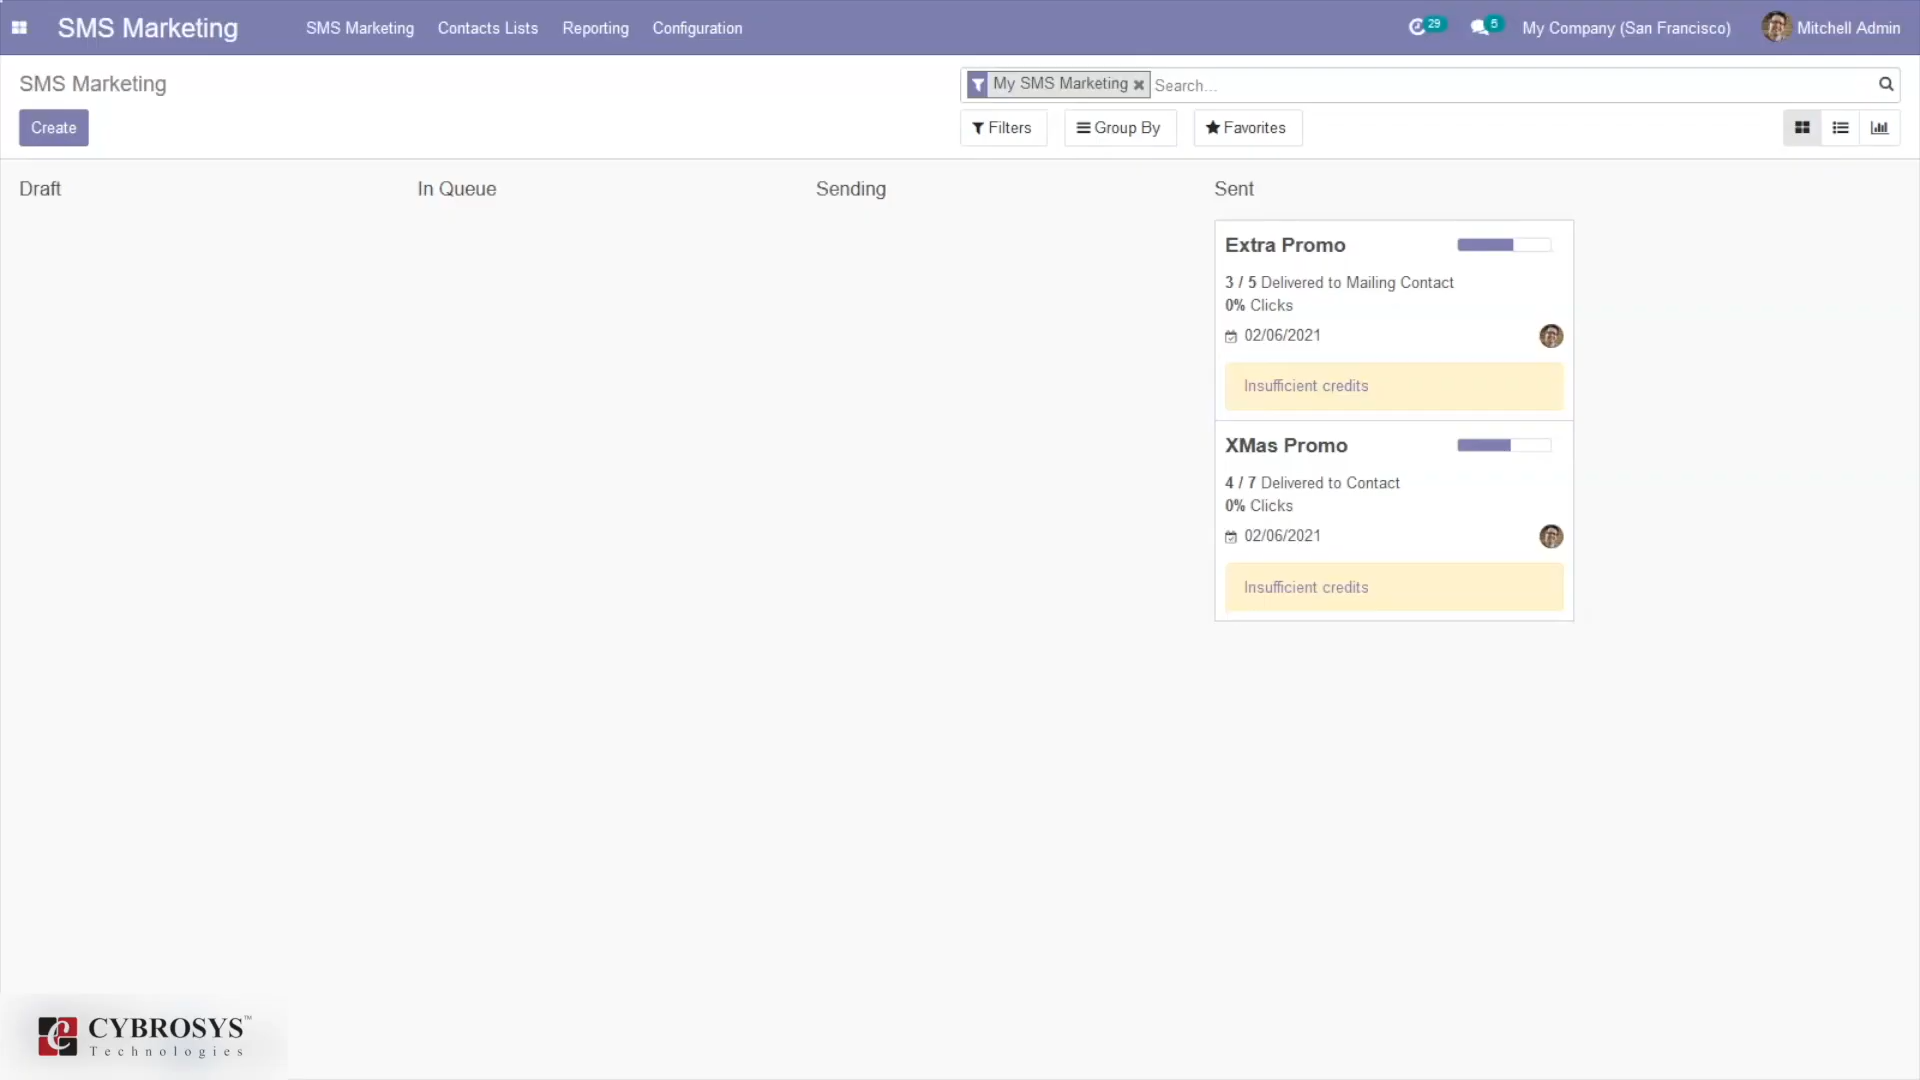 SMS Marketing SMS Marketing Contacts Lists Reporting Configuration 29 5 My Company (San Francisco) Mitchell Admin
SMS Marketing
My SMS Marketing Search...
Create
Filters Group By Favorites
Draft In Queue Sending Sent
Extra Promo
3 / 5 Delivered to Mailing Contact
0% Clicks
02/06/2021
Insufficient credits
XMas Promo
4 / 7 Delivered to Contact
0% Clicks
02/06/2021
Insufficient credits
CYBROSYS™
Technologies